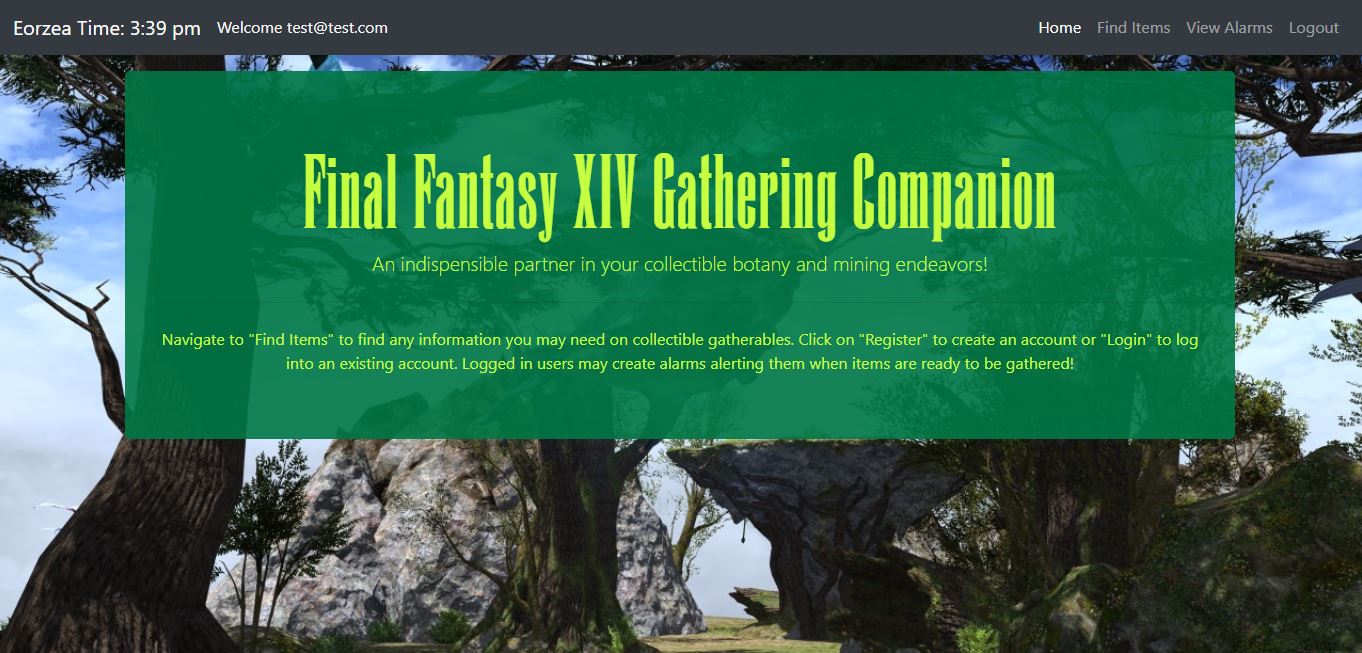 Eorzea Time: 3:39 pm Welcome test@test.com Home Find Items View Alarms Logout
Final Fantasy XIV Gathering Companion
An indispensible partner in your collectible botany and mining endeavors!
Navigate to "Find Items" to find any information you may need on collectible gatherables. Click on "Register" to create an account or "Login" to log
into an existing account. Logged in users may create alarms alerting them when items are ready to be gathered!